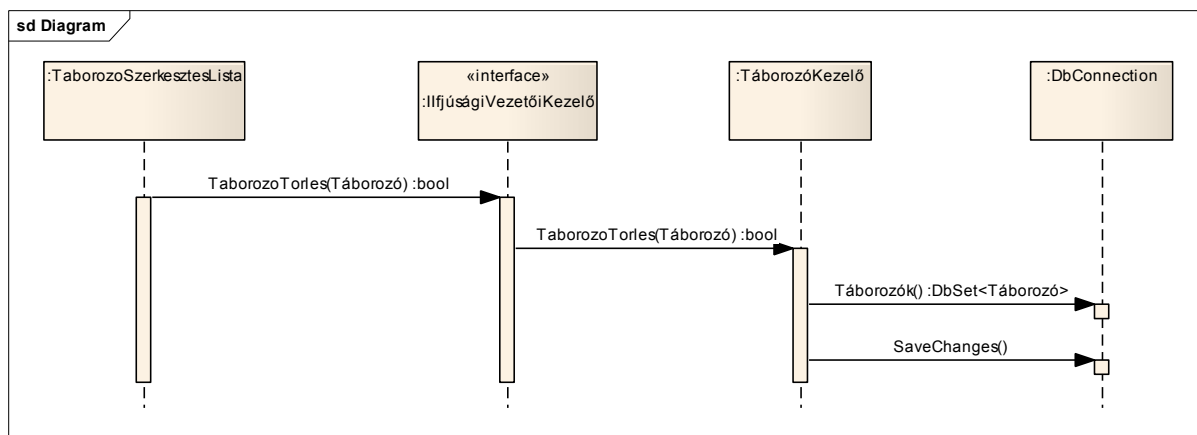 sd Diagram
:TaborozoSzerkesztesLista
«interface»
:IIfjúságiVezetőiKezelő
:TáborozóKezelő
:DbConnection
TaborozoTorles(Táborozó) :bool
TaborozoTorles(Táborozó) :bool
Táborozók() :DbSet<Táborozó>
SaveChanges()